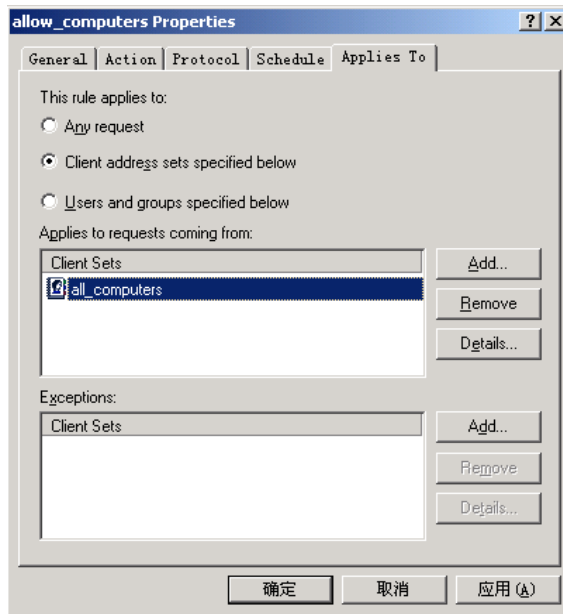 allow_computers Properties
General Action Protocol Schedule Applies To
This rule applies to:
Any request
Client address sets specified below
Users and groups specified below
Applies to requests coming from:
Client Sets
Add...
all_computers
Remove
Details...
Exceptions:
Client Sets
Add...
Remove
Details...
确定 取消 应用(A)